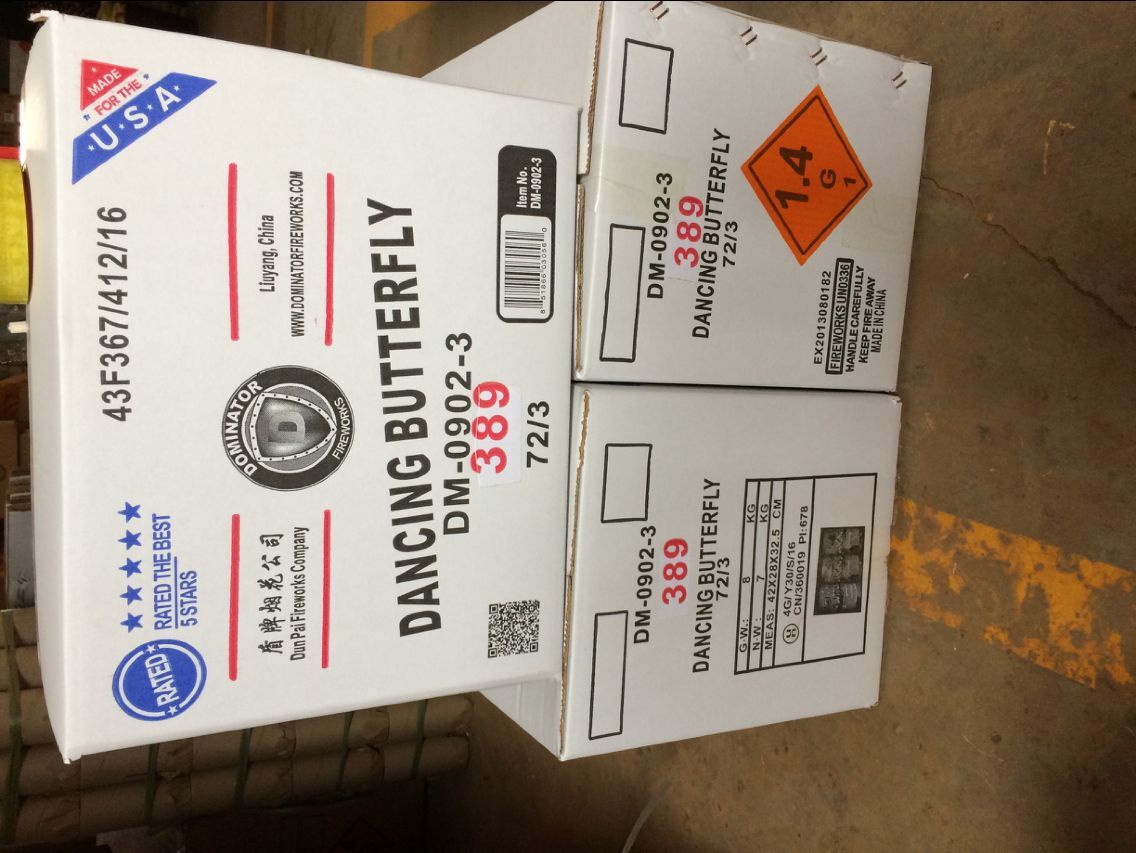 MADE
FOR THE
U·S·A
43F367/412/16
RATED
RATED THE BEST
5 STARS
Liuyang, China
WWW.DOMINATORFIREWORKS.COM
DOMINATOR
D
FIREWORKS
盾牌烟花公司
Dun Pai Fireworks Company
DANCING BUTTERFLY
DM-0902-3
389
72/3
Item No.
DM-0902-3
8 51686 03056 0
DM-0902-3
389
DANCING BUTTERFLY
72/3
1.4
G
1
EX2013080182
FIREWORKS UN0336
HANDLE CAREFULLY
KEEP FIRE AWAY
MADE IN CHINA
DM-0902-3
389
DANCING BUTTERFLY
72/3
G.W.: 8 KG
N.W.: 7 KG
MEAS: 42X28X32.5 CM
4G/Y30/S/16
CN/360019 PI:678